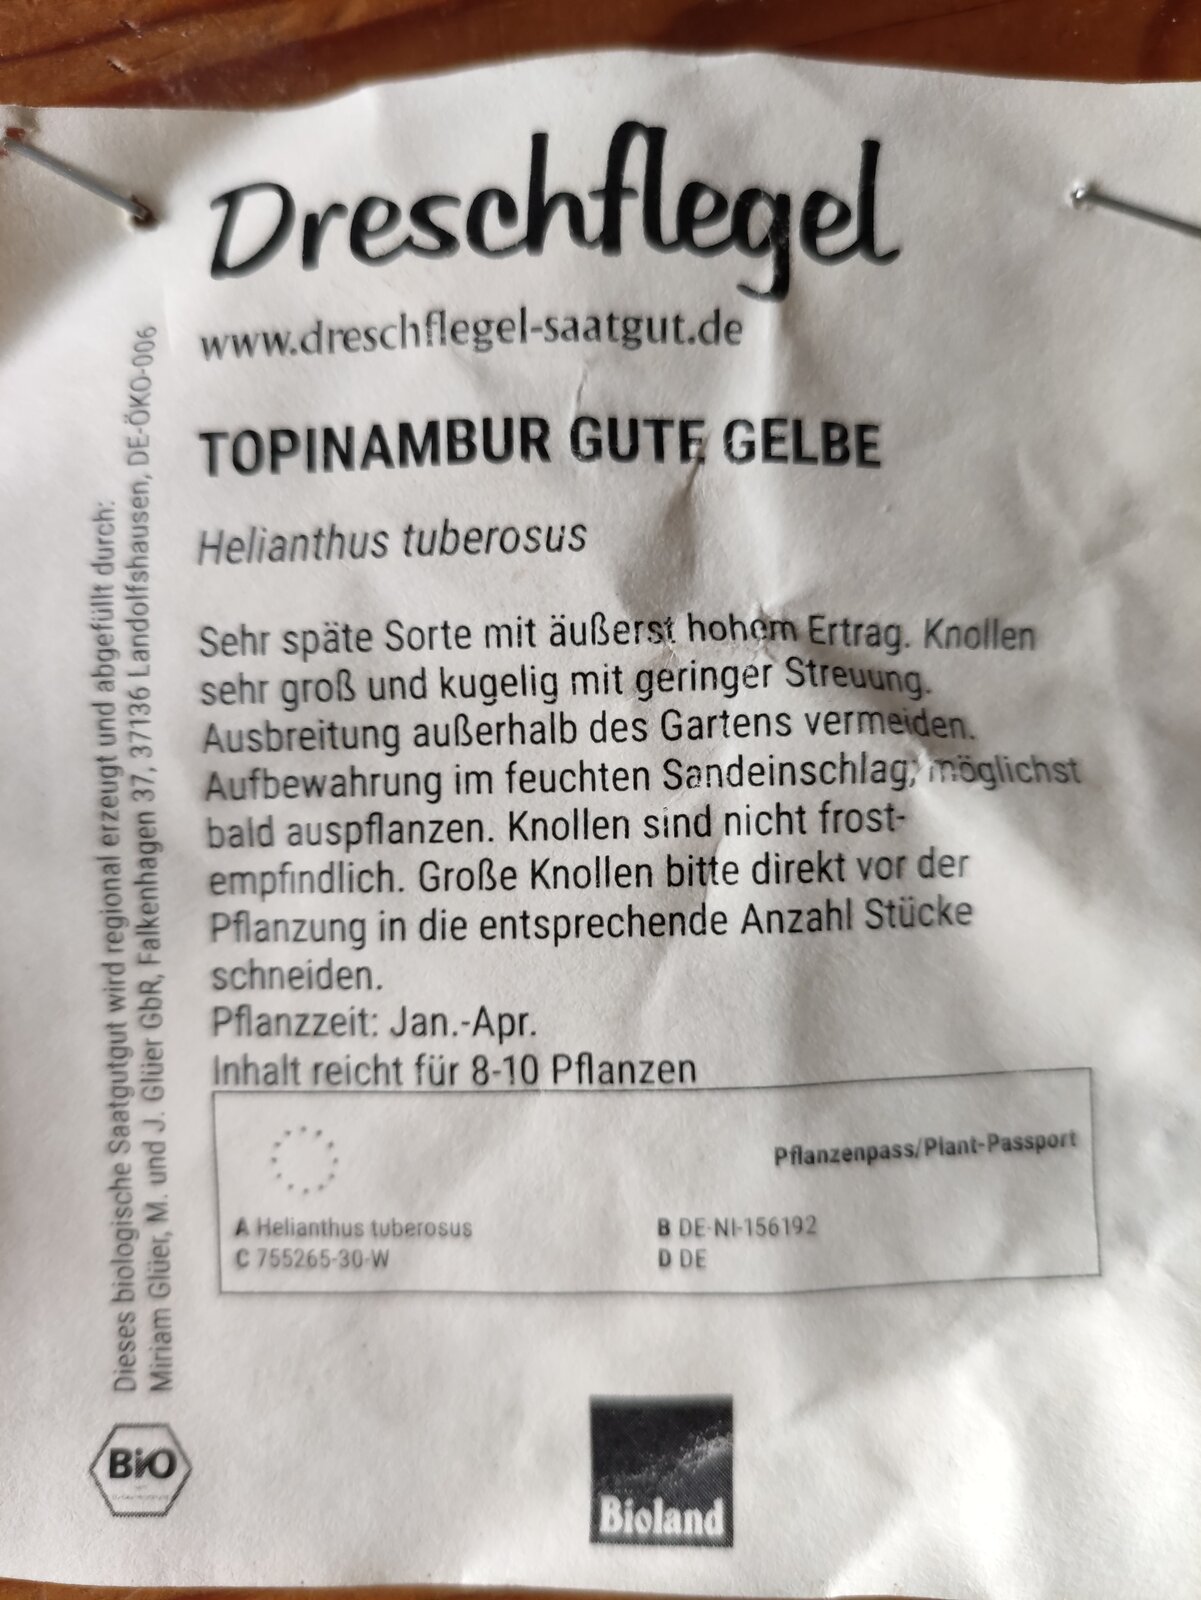 Dreschflegel
www.dreschflegel-saatgut.de
TOPINAMBUR GUTE GELBE
Helianthus tuberosus
Sehr späte Sorte mit äußerst hohem Ertrag. Knollen
sehr groß und kugelig mit geringer Streuung.
Ausbreitung außerhalb des Gartens vermeiden.
Aufbewahrung im feuchten Sandeinschlag; möglichst
bald auspflanzen. Knollen sind nicht frost-
empfindlich. Große Knollen bitte direkt vor der
Pflanzung in die entsprechende Anzahl Stücke
schneiden.
Pflanzzeit: Jan.-Apr.
Inhalt reicht für 8-10 Pflanzen
Pflanzenpass/Plant-Passport
A Helianthus tuberosus B DE-NI-156192
C 755265-30-W D DE
Dieses biologische Saatgutgut wird regional erzeugt und abgefüllt durch:
Miriam Glüer, M. und J. Glüer GbR, Falkenhagen 37, 37136 Landolfshausen, DE-ÖKO-006
Bio
Bioland